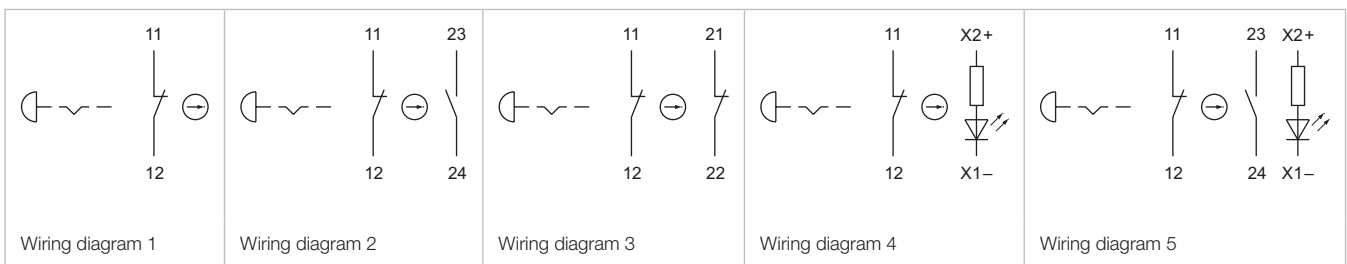 11
12
Wiring diagram 1
11 23
12 24
Wiring diagram 2
11 21
12 22
Wiring diagram 3
11 X2+
12 X1–
Wiring diagram 4
11 23 X2+
12 24 X1–
Wiring diagram 5